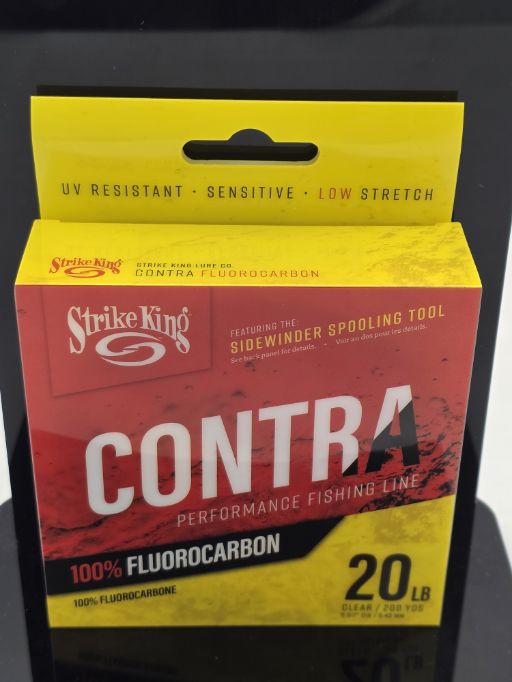 UV RESISTANT · SENSITIVE · LOW STRETCH
Strike King
STRIKE KING LURE CO.
CONTRA FLUOROCARBON
Strike King
FEATURING THE:
SIDEWINDER SPOOLING TOOL
See back panel for details. - Voir au dos pour les détails.
CONTRA
PERFORMANCE FISHING LINE
100% FLUOROCARBON
100% FLUOROCARBONE
20 LB
CLEAR / 200 YDS